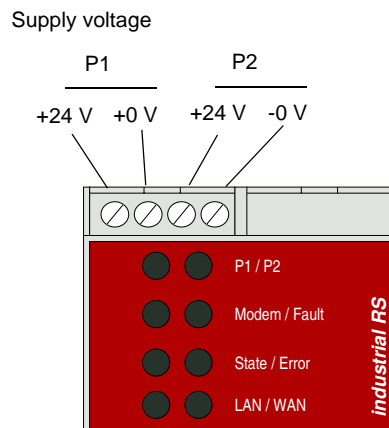 Supply voltage
P1 P2
+24 V +0 V +24 V -0 V
P1 / P2
Modem / Fault
State / Error
LAN / WAN
industrial RS